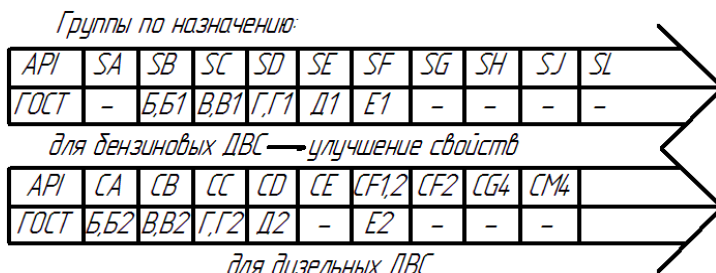 Группы по назначению:
API SA SB SC SD SE SF SG SH SJ SL
ГОСТ – Б,Б1 В,В1 Г,Г1 Д1 Е1 – – – –
для бензиновых ДВС — улучшение свойств
API CA CB CC CD CE CF1,2 CF2 CG4 CM4
ГОСТ Б,Б2 В,В2 Г,Г2 Д2 – Е2 – – –
для дизельных ДВС